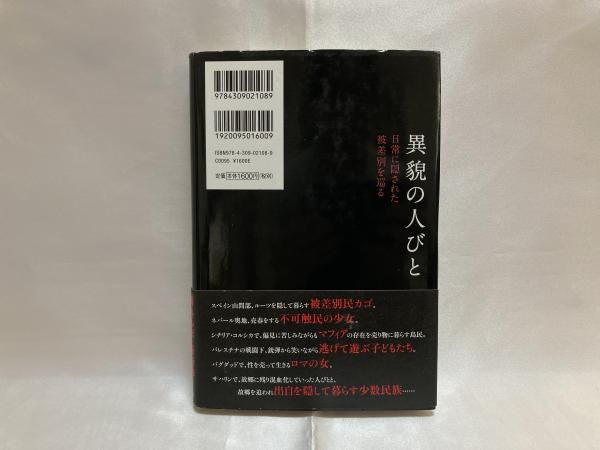 9784309021089
1920095016009
ISBN978-4-309-02108-9
C0095 ¥1600E
定価 本体1600円(税別)
異貌の人びと
日常に隠された
被差別を巡る
スペイン山間部、ルーツを隠して暮らす被差別民カゴ。
ネパール奥地、売春をする不可触民の少女。
シチリア・コルシカで、偏見に苦しみながらもマフィアの存在を売り物に暮らす島民。
パレスチナの戦闘下、銃弾から笑いながら逃げて遊ぶ子どもたち。
バグダッドで、性を売って生きるロマの女。
サハリンで、故郷に残り混血化していった人びとと、
故郷を追われ出自を隠して暮らす少数民族……